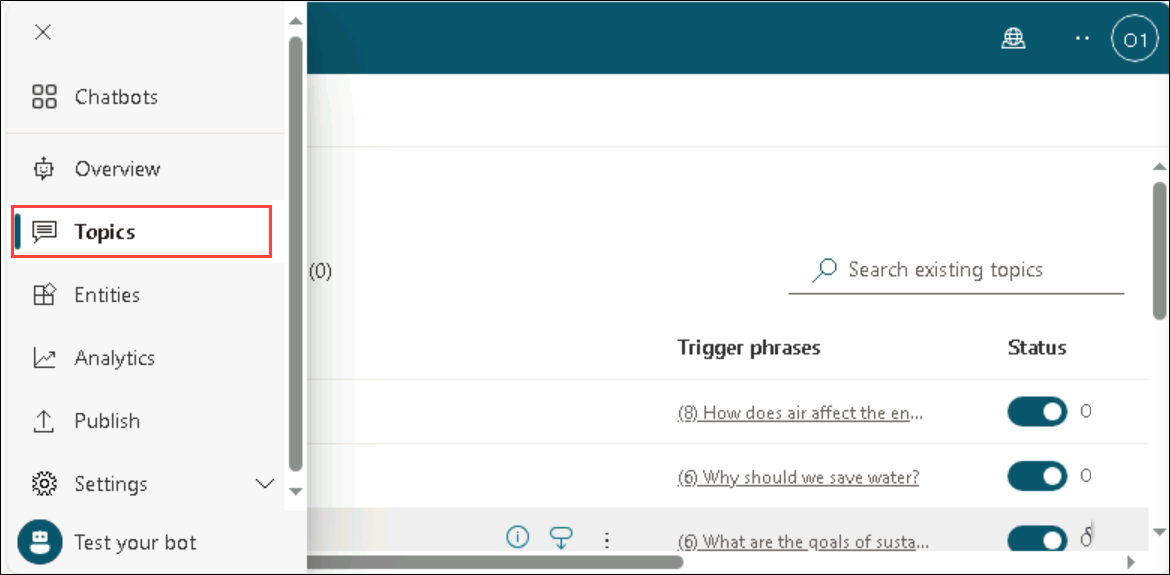 O1
Chatbots
Overview
Topics
Entities
Analytics
Publish
Settings
Test your bot
(0)
Search existing topics
Trigger phrases Status
(8) How does air affect the en... O
(6) Why should we save water? O
(6) What are the goals of susta...